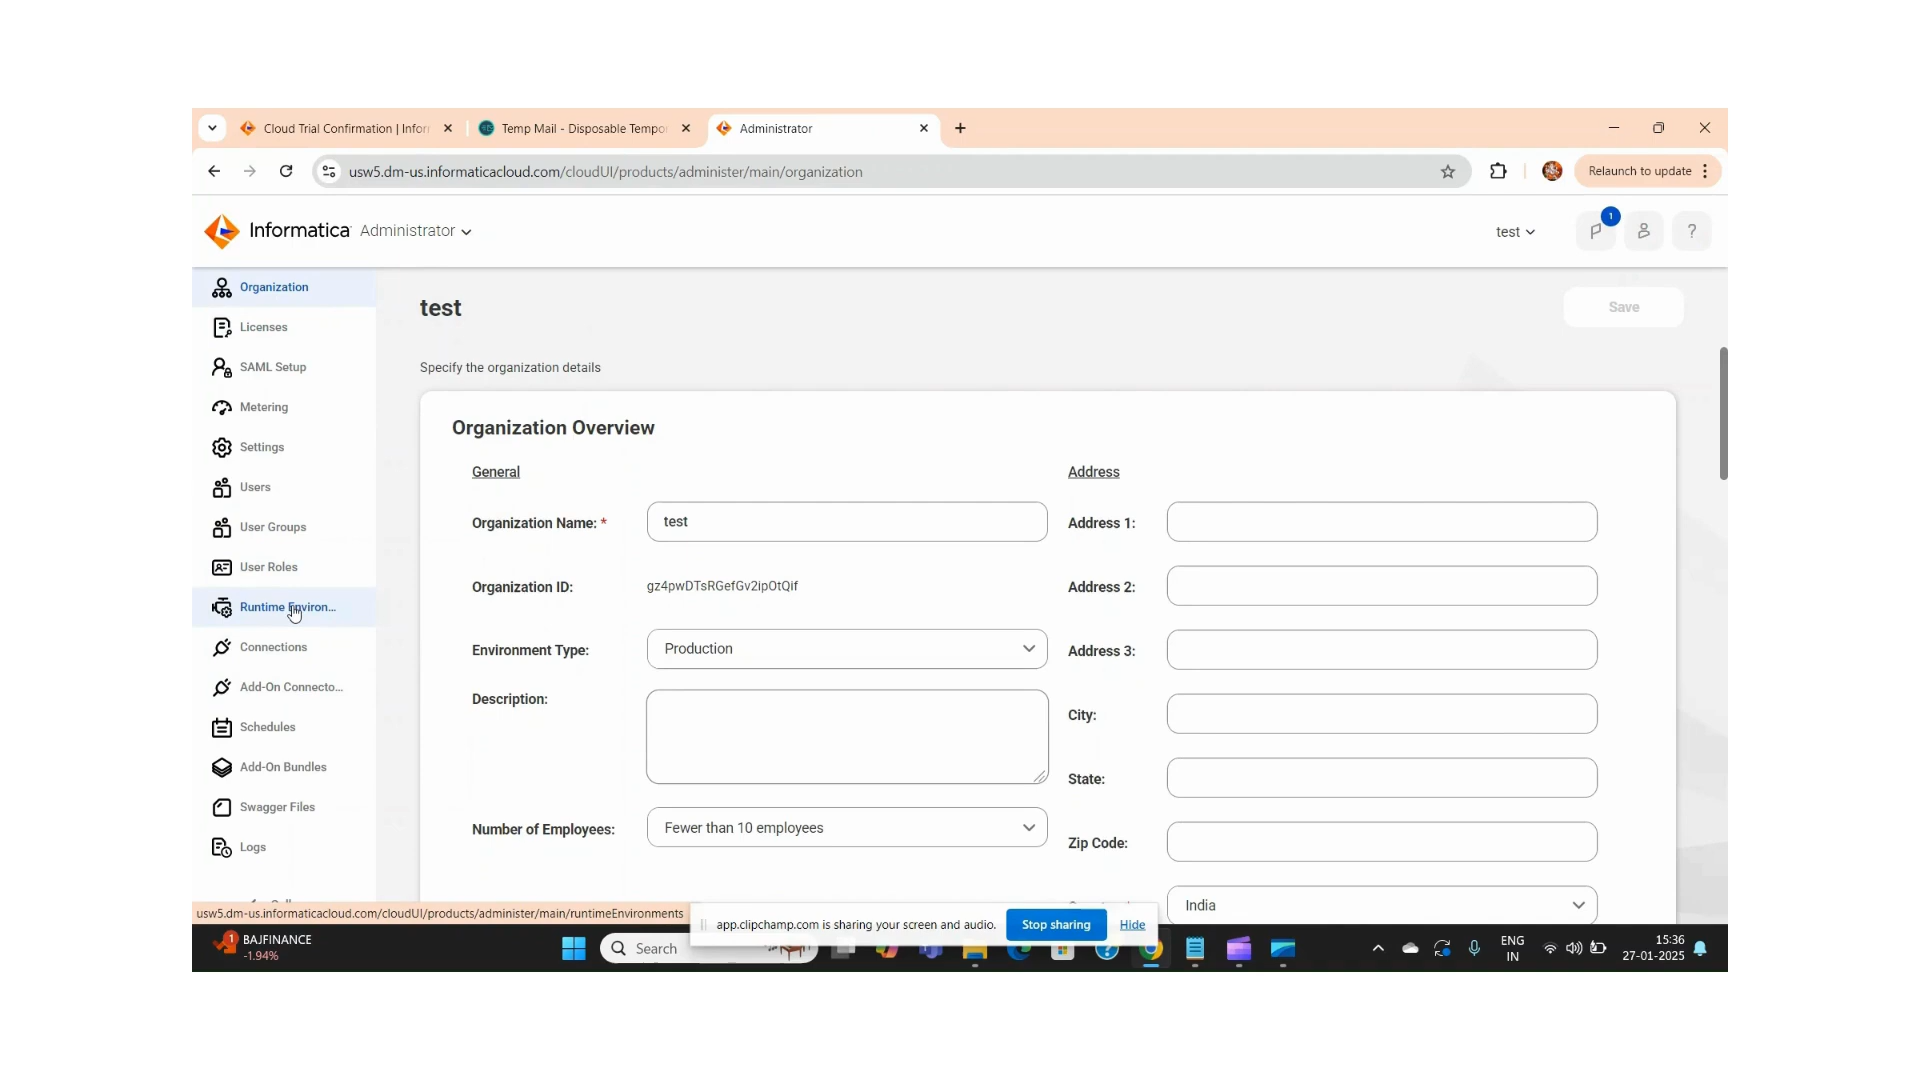 Cloud Trial Confirmation | Infor
Temp Mail - Disposable Tempo
Administrator
usw5.dm-us.informaticacloud.com/cloudUI/products/administer/main/organization
Relaunch to update
Informatica Administrator
test
1
?
Organization
Licenses
SAML Setup
Metering
Settings
Users
User Groups
User Roles
Runtime Environ...
Connections
Add-On Connecto...
Schedules
Add-On Bundles
Swagger Files
Logs
test
Save
Specify the organization details
Organization Overview
General
Address
Organization Name: *
test
Address 1:
Organization ID:
gz4pwDTsRGefGv2ipOtQif
Address 2:
Environment Type:
Production
Address 3:
Description:
City:
State:
Number of Employees:
Fewer than 10 employees
Zip Code:
India
usw5.dm-us.informaticacloud.com/cloudUI/products/administer/main/runtimeEnvironments
app.clipchamp.com is sharing your screen and audio.
Stop sharing
Hide
1
BAJFINANCE
-1.94%
Search
ENG
IN
15:36
27-01-2025